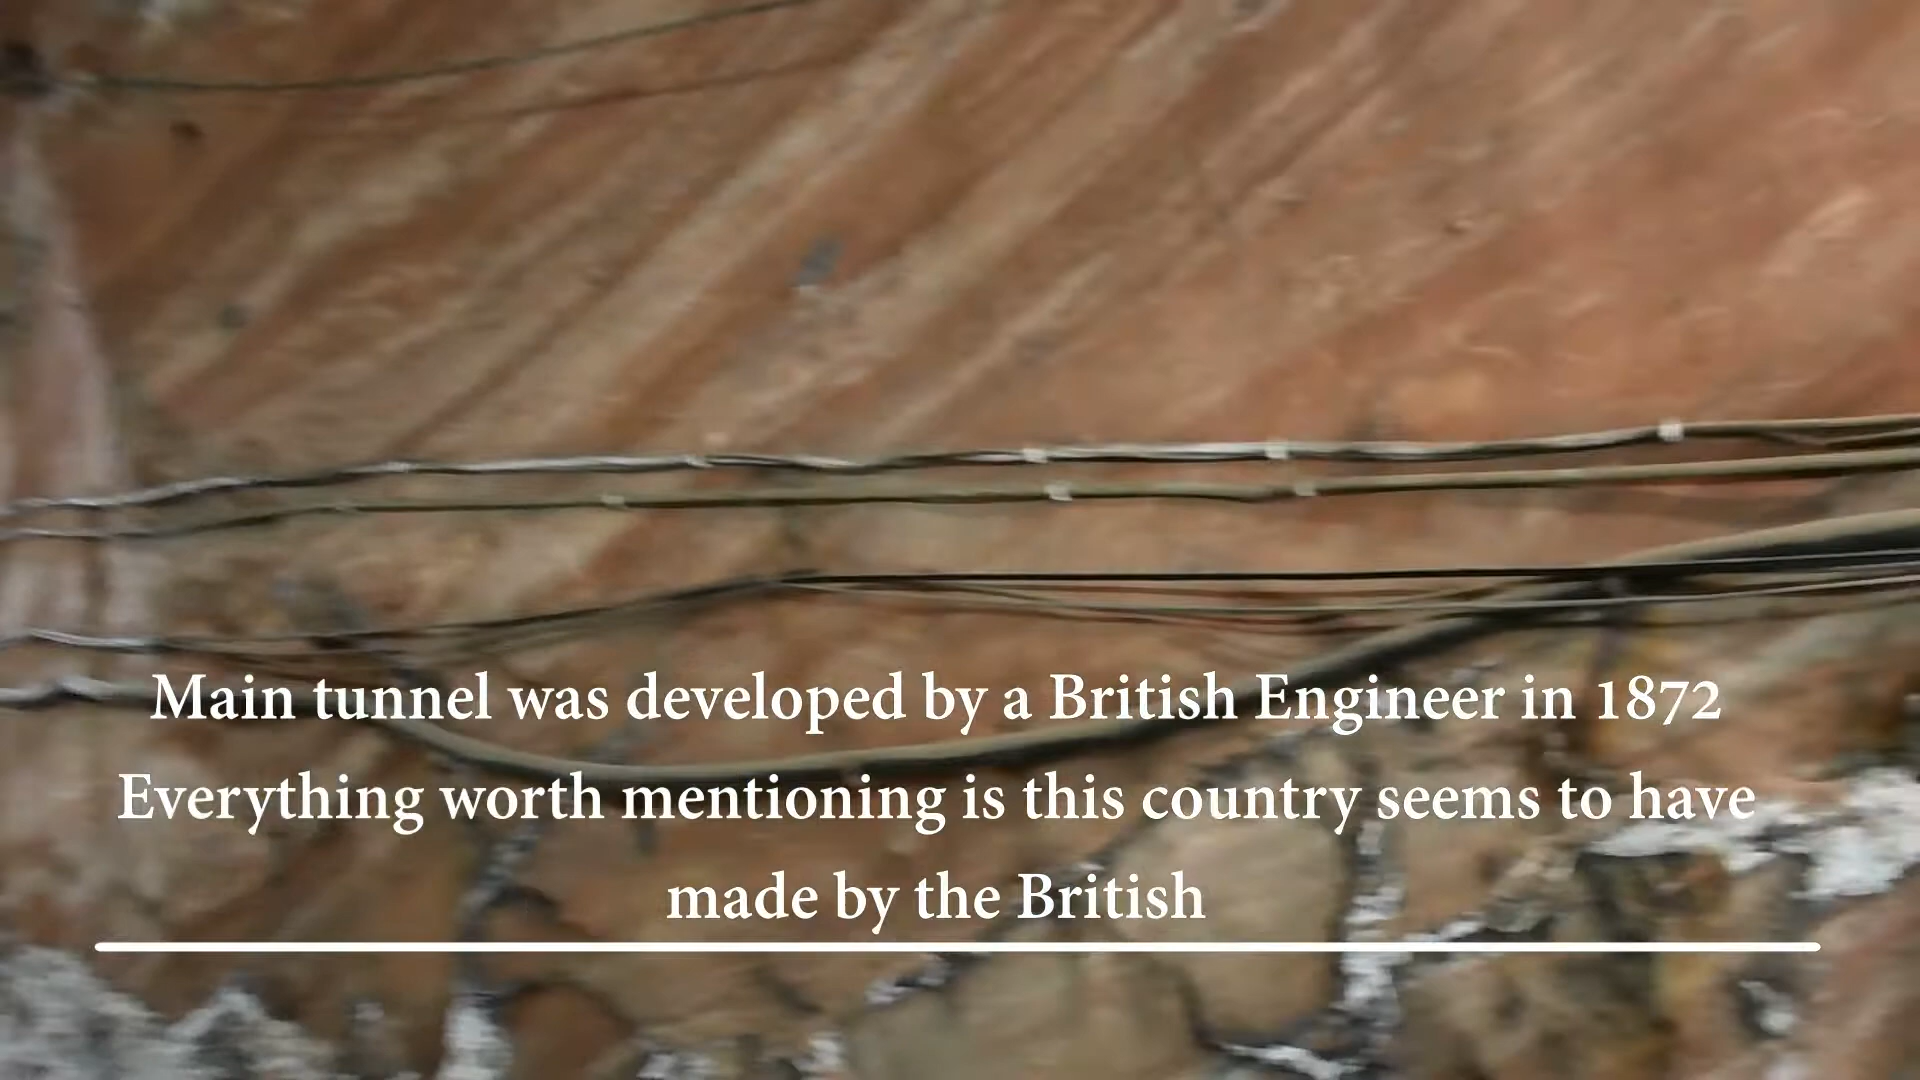 Main tunnel was developed by a British Engineer in 1872
Everything worth mentioning is this country seems to have
made by the British